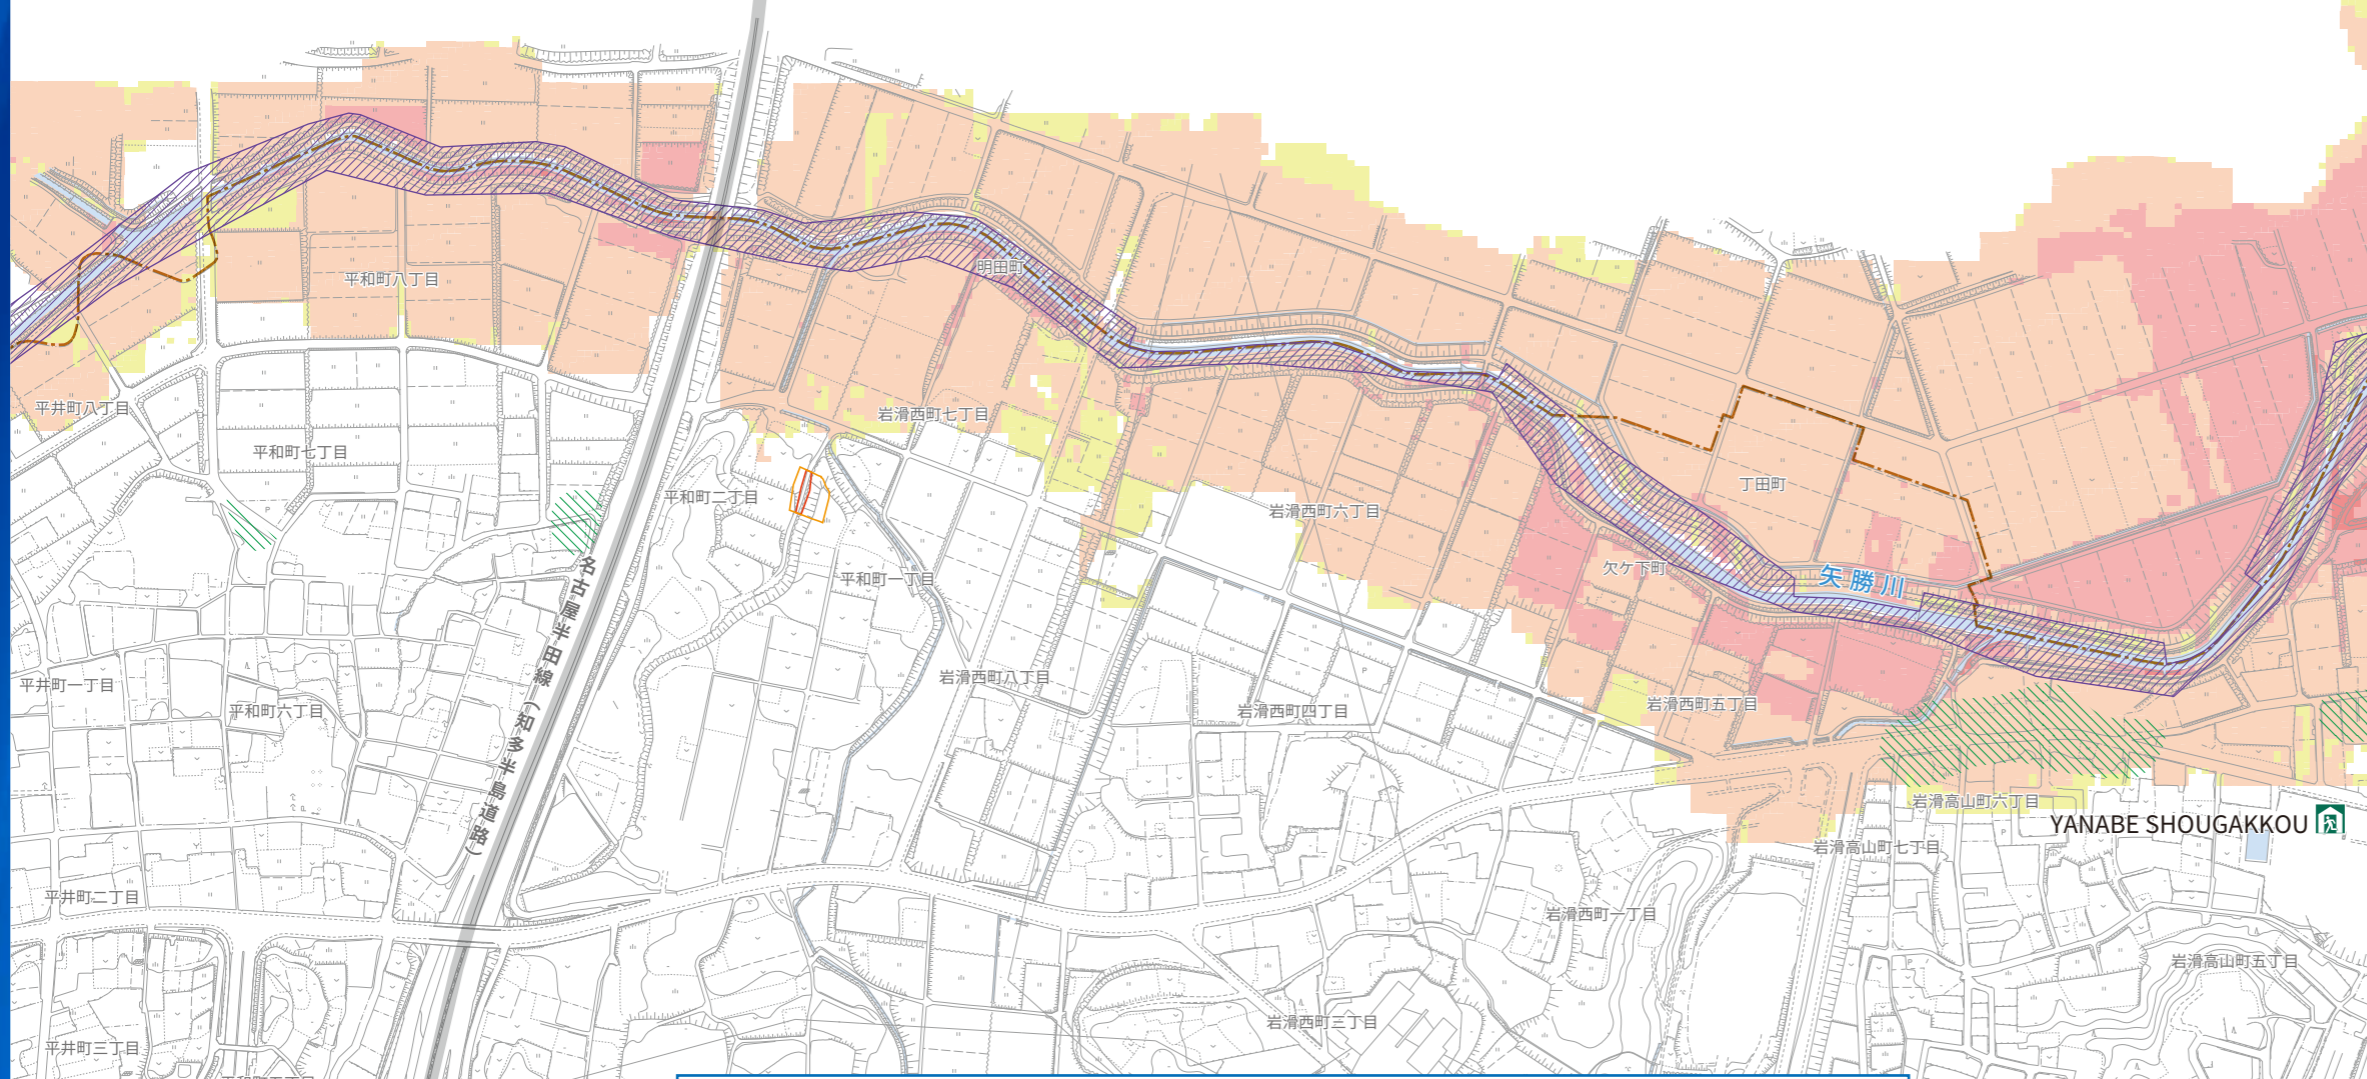 明田町
平和町八丁目
平井町八丁目
岩滑西町七丁目
平和町七丁目
平和町二丁目
丁田町
岩滑西町六丁目
欠ケ下町
矢勝川
平和町一丁目
名古屋半田線(知多半島道路)
岩滑西町八丁目
平井町一丁目
平和町六丁目
岩滑西町四丁目
岩滑西町五丁目
岩滑高山町六丁目
YANABE SHOUGAKKOU
岩滑高山町七丁目
平井町二丁目
岩滑西町一丁目
岩滑高山町五丁目
岩滑西町三丁目
平井町三丁目